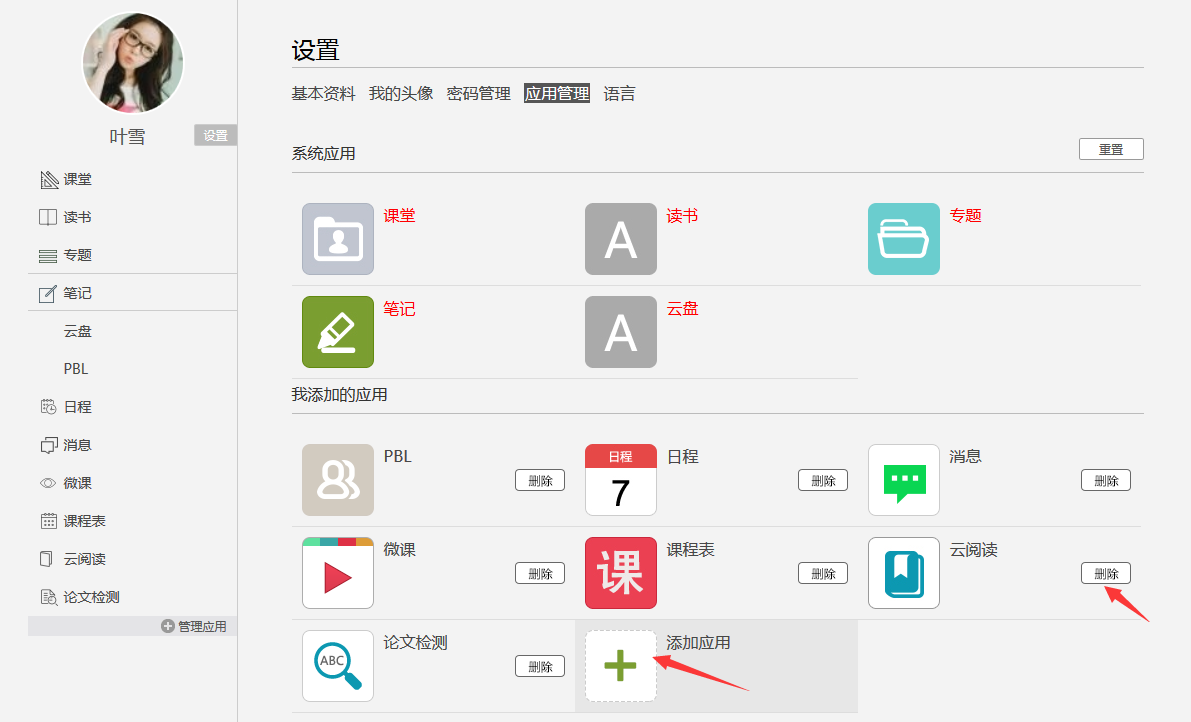 叶雪
设置
课堂
读书
专题
笔记
云盘
PBL
日程
消息
微课
课程表
云阅读
论文检测
管理应用
设置
基本资料 我的头像 密码管理 应用管理 语言
系统应用
重置
课堂
A
读书
专题
笔记
A
云盘
我添加的应用
PBL
删除
日程
7
日程
删除
消息
删除
微课
删除
课
课程表
删除
云阅读
删除
ABC
论文检测
删除
添加应用